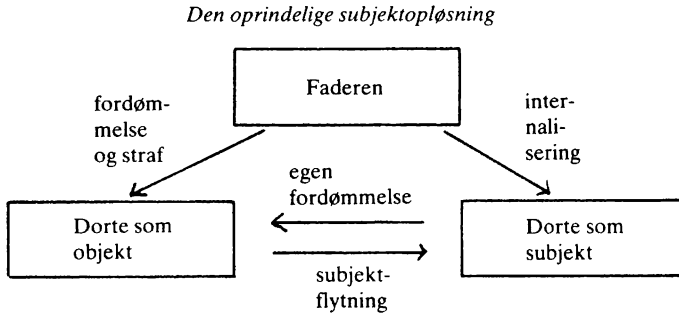 Den oprindelige subjektopløsning
Faderen
fordøm-
melse
og straf
inter-
nali-
sering
egen
fordømmelse
Dorte som
objekt
Dorte som
subjekt
subjekt-
flytning